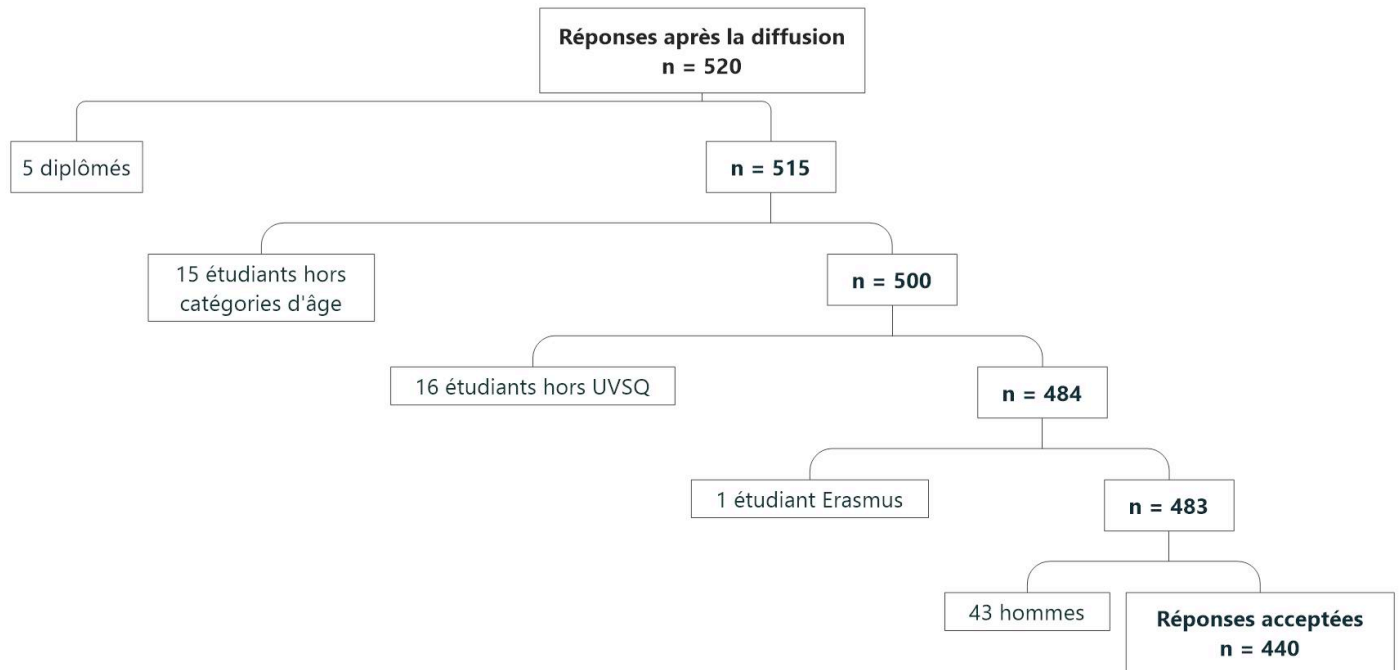 Réponses après la diffusion
n = 520
5 diplômés
n = 515
15 étudiants hors
catégories d'âge
n = 500
16 étudiants hors UVSQ
n = 484
1 étudiant Erasmus
n = 483
43 hommes
Réponses acceptées
n = 440